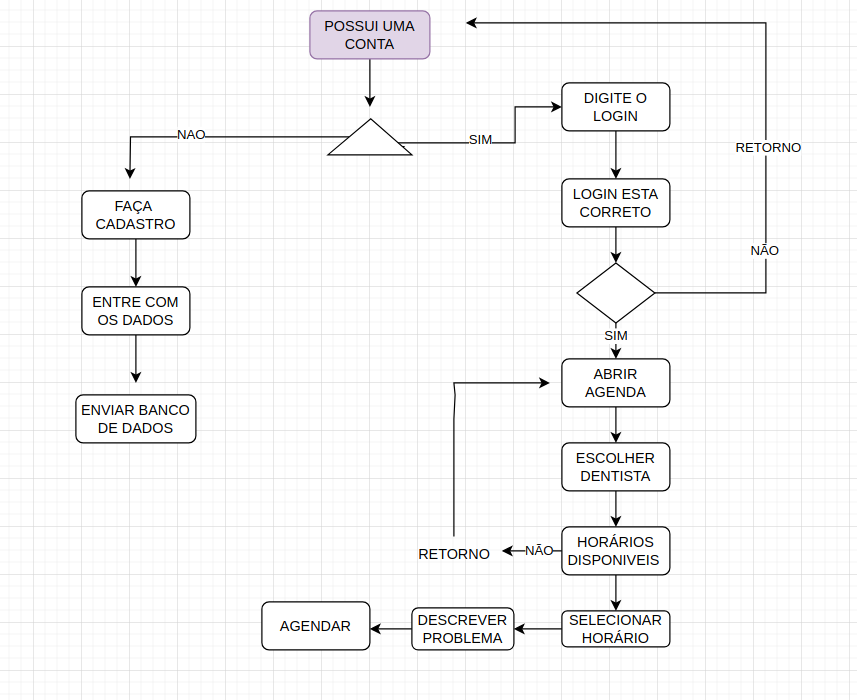 POSSUI UMA
CONTA
NAO
SIM
DIGITE O
LOGIN
RETORNO
FAÇA
CADASTRO
LOGIN ESTA
CORRETO
NÃO
ENTRE COM
OS DADOS
SIM
ABRIR
AGENDA
ENVIAR BANCO
DE DADOS
ESCOLHER
DENTISTA
HORÁRIOS
DISPONIVEIS
NÃO
RETORNO
SELECIONAR
HORÁRIO
DESCREVER
PROBLEMA
AGENDAR